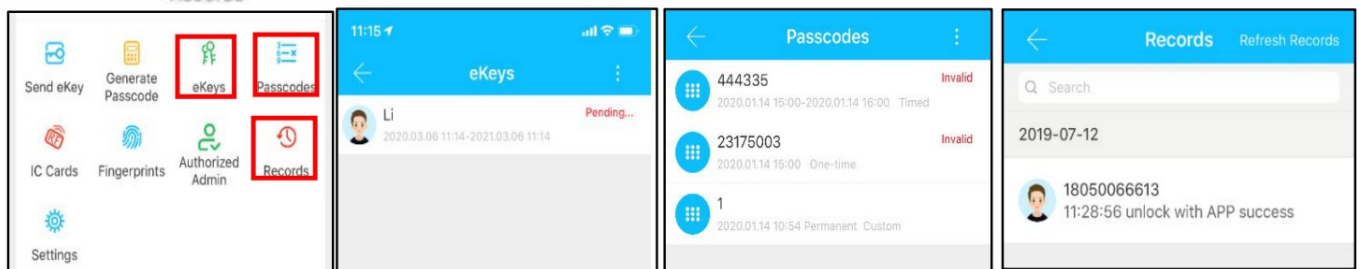 Send eKey
Generate
Passcode
eKeys
Passcodes
IC Cards
Fingerprints
Authorized
Admin
Records
Settings
11:15
eKeys
Li
Pending...
2020.03.06 11:14-2021.03.06 11:14
Passcodes
444335
Invalid
2020.01.14 15:00-2020.01.14 16:00 Timed
23175003
Invalid
2020.01.14 15:00 One-time
1
2020.01.14 10:54 Permanent Custom
Records
Refresh Records
Search
2019-07-12
18050066613
11:28:56 unlock with APP success